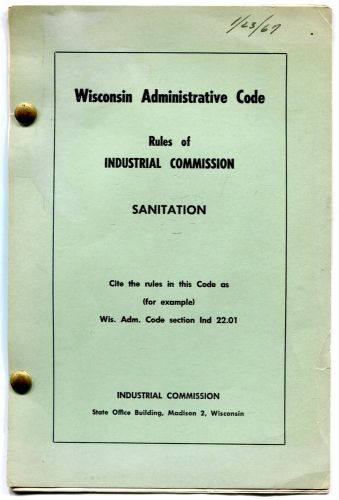 1/23/67
Wisconsin Administrative Code
Rules of
INDUSTRIAL COMMISSION
SANITATION
Cite the rules in this Code as
(for example)
Wis. Adm. Code section Ind 22.01
INDUSTRIAL COMMISSION
State Office Building, Madison 2, Wisconsin